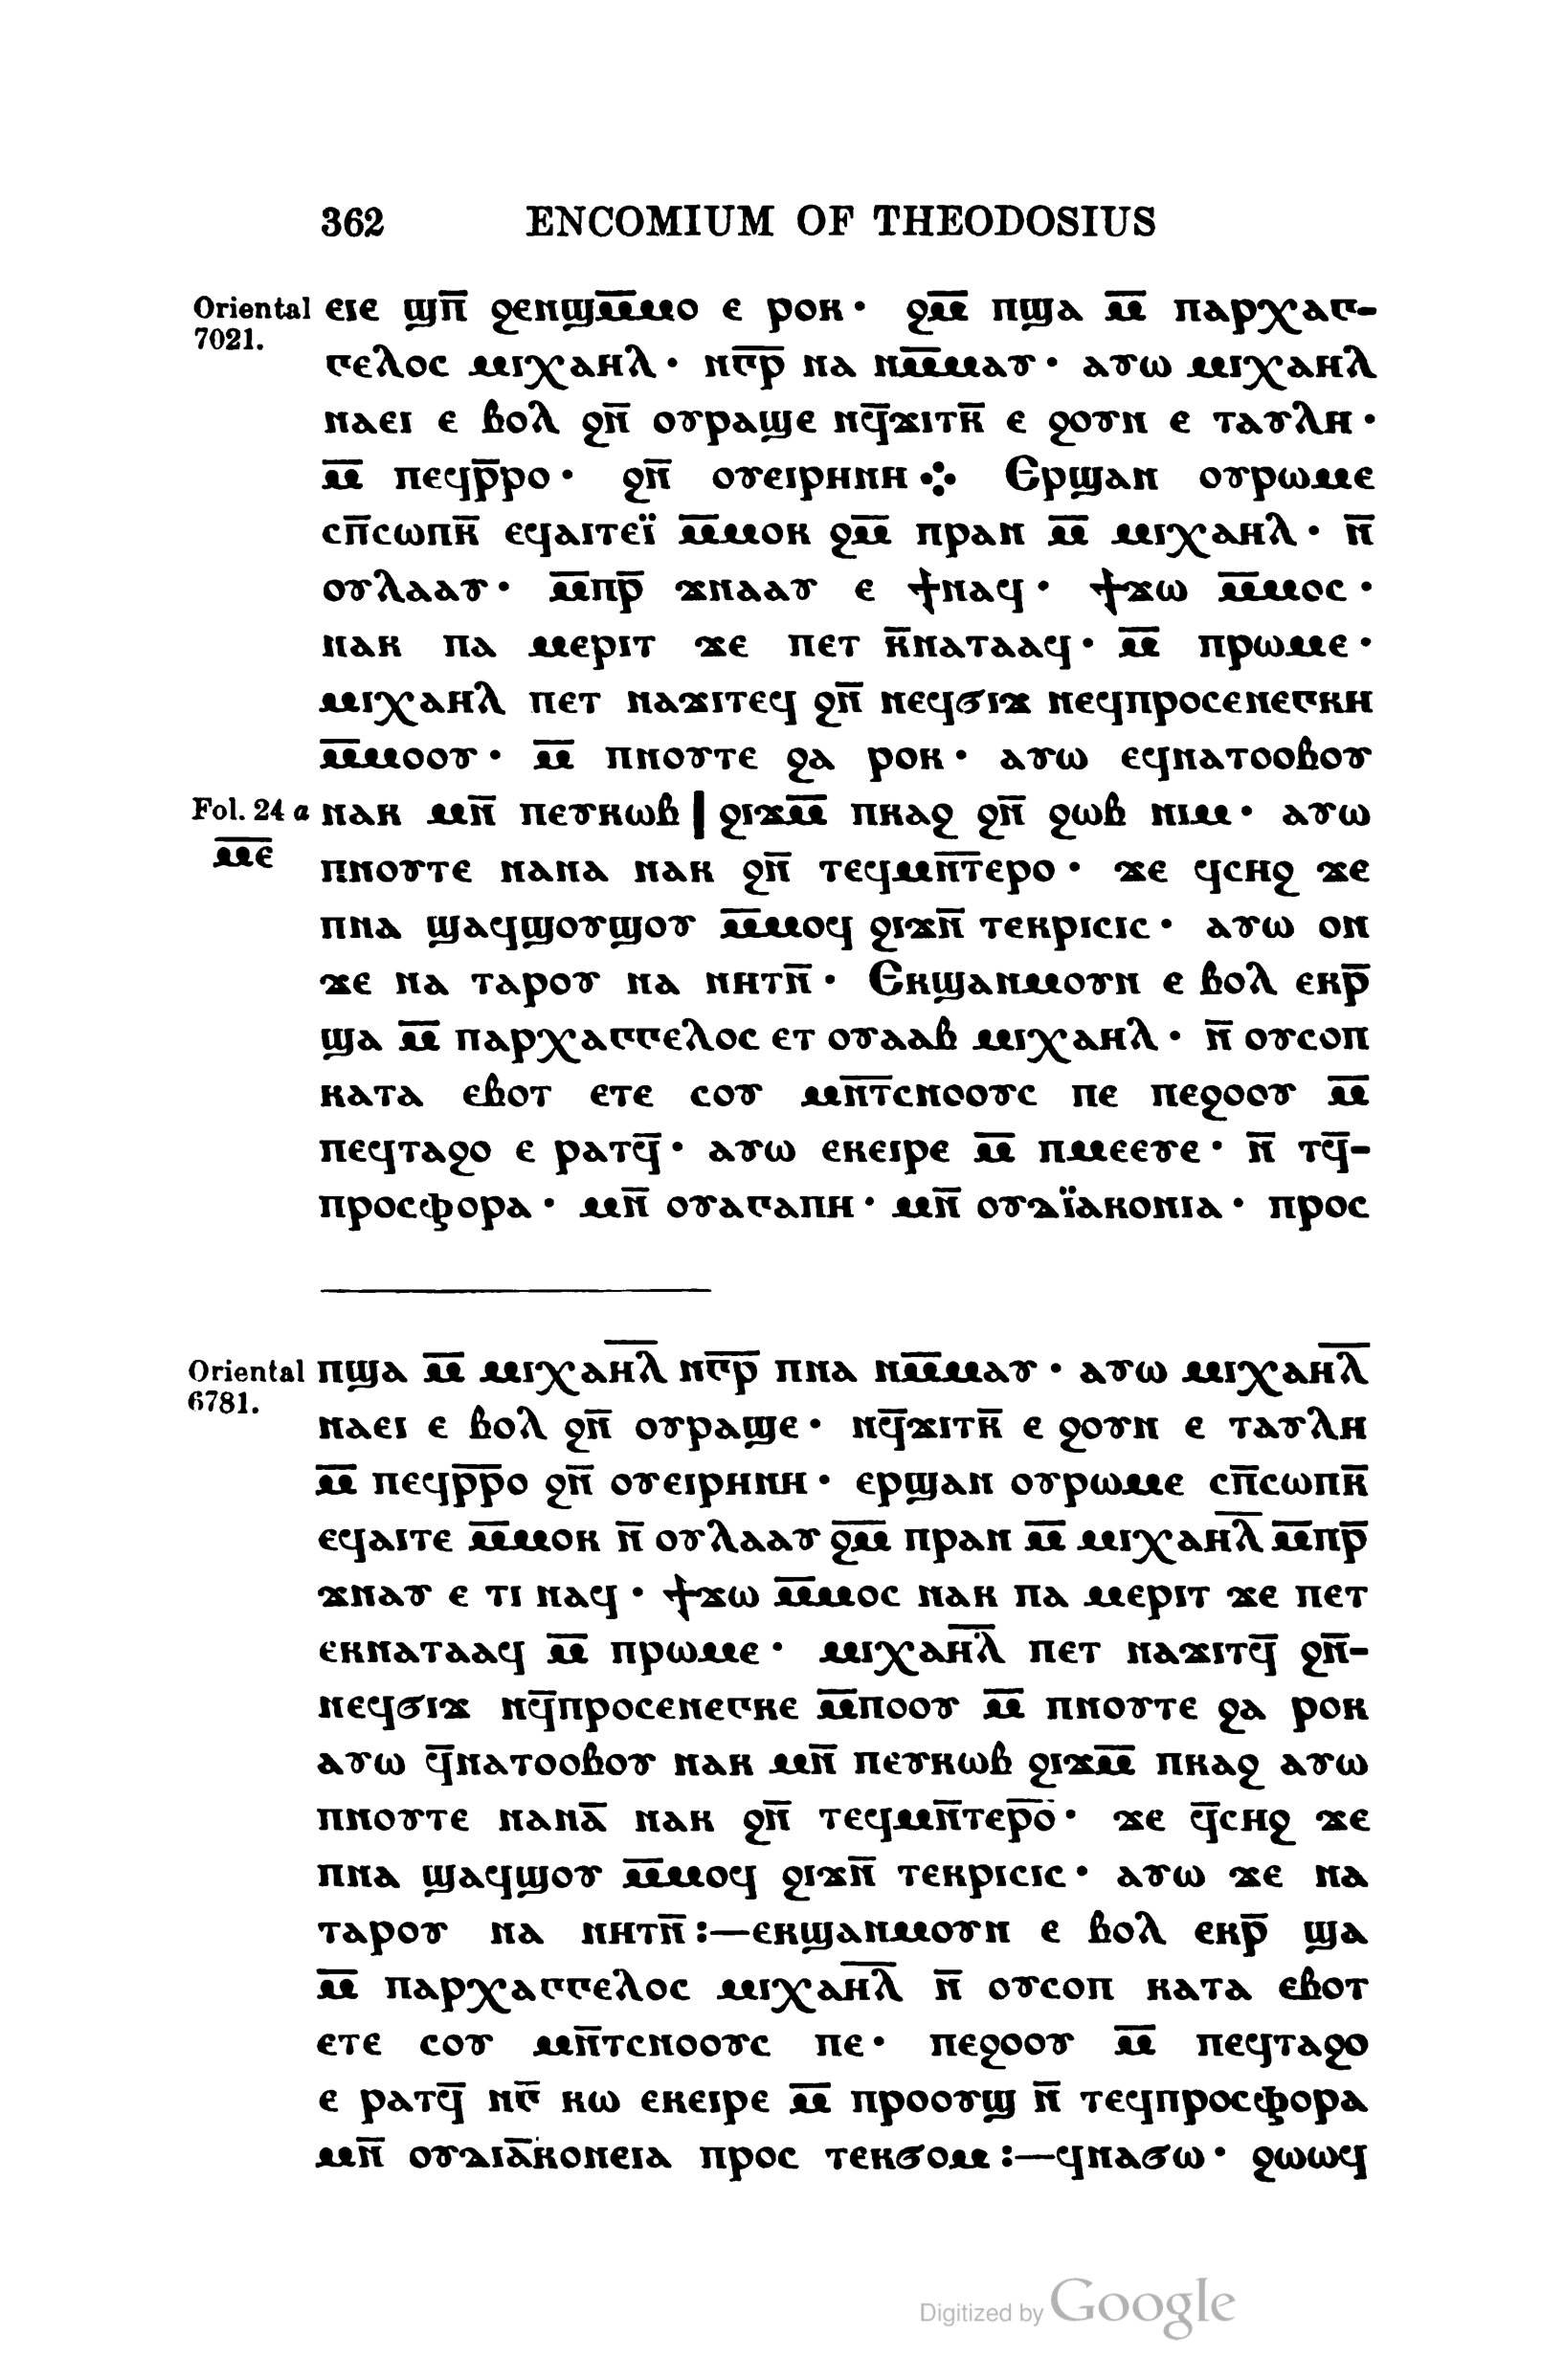 362 ENCOMIUM OF THEODOSIUS
Oriental ⲉⲓⲉ ϣⲡ̅ ϩⲉⲛϣⲙ̅ⲙⲟ ⲉ ⲣⲟⲕ· ϩⲙ̅ ⲡϣⲁ ⲙ̅ ⲡⲁⲣⲭⲁⲅ-
7021. ⲅⲉⲗⲟⲥ ⲙⲓⲭⲁⲏⲗ· ⲛⲅ̅ⲣ̅ ⲛⲁ ⲛⲙ̅ⲙⲁⲩ· ⲁⲩⲱ ⲙⲓⲭⲁⲏⲗ
ⲛⲁⲉⲓ ⲉ ⲃⲟⲗ ϩⲛ̅ ⲟⲩⲣⲁϣⲉ ⲛϥ̅ϫⲓⲧⲕ̅ ⲉ ϩⲟⲩⲛ ⲉ ⲧⲁⲩⲗⲏ·
ⲙ̅ ⲡⲉϥⲣ̅ⲣⲟ· ϩⲛ̅ ⲟⲩⲉⲓⲣⲏⲛⲏ ⁘ Ⲉⲣϣⲁⲛ ⲟⲩⲣⲱⲙⲉ
ⲥⲡ̅ⲥⲱⲡⲕ̅ ⲉϥⲁⲓⲧⲉⲓ̈ ⲙ̅ⲙⲟⲕ ϩⲙ̅ ⲡⲣⲁⲛ ⲙ̅ ⲙⲓⲭⲁⲏⲗ· ⲛ̅
ⲟⲩⲗⲁⲁⲩ· ⲙ̅ⲡⲣ̅ ϫⲛⲁⲁⲩ ⲉ ϯⲛⲁϥ· ϯϫⲱ ⲙ̅ⲙⲟⲥ·
ⲛⲁⲕ ⲡⲁ ⲙⲉⲣⲓⲧ ϫⲉ ⲡⲉⲧ ⲕ̅ⲛⲁⲧⲁⲁϥ· ⲙ̅ ⲡⲣⲱⲙⲉ·
ⲙⲓⲭⲁⲏⲗ ⲡⲉⲧ ⲛⲁϫⲓⲧⲉϥ ϩⲛ̅ ⲛⲉϥϭⲓϫ ⲛⲉϥⲡⲣⲟⲥⲉⲛⲉⲅⲕⲏ
ⲙ̅ⲙⲟⲟⲩ· ⲙ̅ ⲡⲛⲟⲩⲧⲉ ϩⲁ ⲣⲟⲕ· ⲁⲩⲱ ⲉϥⲛⲁⲧⲟⲟⲃⲟⲩ
Fol. 24 a ⲛⲁⲕ ⲙⲛ̅ ⲡⲉⲩⲕⲱⲃ | ϩⲓϫⲙ̅ ⲡⲕⲁϩ ϩⲛ̅ ϩⲱⲃ ⲛⲓⲙ· ⲁⲩⲱ
ⲙ̅ⲉ̅ ⲡⲛⲟⲩⲧⲉ ⲛⲁⲛⲁ ⲛⲁⲕ ϩⲛ̅ ⲧⲉϥⲙⲛ̅ⲧⲉⲣⲟ· ϫⲉ ϥⲥⲏϩ ϫⲉ
ⲡⲛⲁ ϣⲁϥϣⲟⲩϣⲟⲩ ⲙ̅ⲙⲟϥ ϩⲓϫⲛ̅ ⲧⲉⲕⲣⲓⲥⲓⲥ· ⲁⲩⲱ ⲟⲛ
ϫⲉ ⲛⲁ ⲧⲁⲣⲟⲩ ⲛⲁ ⲛⲏⲧⲛ̅· Ⲉⲕϣⲁⲛⲙⲟⲩⲛ ⲉ ⲃⲟⲗ ⲉⲕⲣ̅
ϣⲁ ⲙ̅ ⲡⲁⲣⲭⲁⲅⲅⲉⲗⲟⲥ ⲉⲧ ⲟⲩⲁⲁⲃ ⲙⲓⲭⲁⲏⲗ· ⲛ̅ ⲟⲩⲥⲟⲡ
ⲕⲁⲧⲁ ⲉⲃⲟⲧ ⲉⲧⲉ ⲥⲟⲩ ⲙⲛ̅ⲧ̅ⲥⲛⲟⲟⲩⲥ ⲡⲉ ⲡⲉϩⲟⲟⲩ ⲙ̅
ⲡⲉϥⲧⲁϩⲟ ⲉ ⲣⲁⲧϥ̅· ⲁⲩⲱ ⲉⲕⲉⲓⲣⲉ ⲙ̅ ⲡⲙⲉⲉⲩⲉ· ⲛ̅ ⲧϥ̅-
ⲡⲣⲟⲥⲫⲟⲣⲁ· ⲙⲛ̅ ⲟⲩⲁⲅⲁⲡⲏ· ⲙⲛ̅ ⲟⲩⲇⲓ̈ⲁⲕⲟⲛⲓⲁ· ⲡⲣⲟⲥ
Oriental ⲡϣⲁ ⲙ̅ ⲙⲓⲭⲁⲏ̅ⲗ̅ ⲛⲅ̅ⲣ̅ ⲡⲛⲁ ⲛⲙ̅ⲙⲁⲩ· ⲁⲩⲱ ⲙⲓⲭⲁⲏ̅ⲗ̅
6781. ⲛⲁⲉⲓ ⲉ ⲃⲟⲗ ϩⲛ̅ ⲟⲩⲣⲁϣⲉ· ⲛϥ̅ϫⲓⲧⲕ̅ ⲉ ϩⲟⲩⲛ ⲉ ⲧⲁⲩⲗⲏ
ⲙ̅ ⲡⲉϥⲣ̅ⲣ̅ⲟ ϩⲛ̅ ⲟⲩⲉⲓⲣⲏⲛⲏ· ⲉⲣϣⲁⲛ ⲟⲩⲣⲱⲙⲉ ⲥⲡ̅ⲥⲱⲡⲕ̅
ⲉϥⲁⲓⲧⲉ ⲙ̅ⲙⲟⲕ ⲛ̅ ⲟⲩⲗⲁⲁⲩ ϩ̅ⲙ̅ ⲡⲣⲁⲛ ⲙ̅ ⲙⲓⲭⲁⲏ̅ⲗ̅ ⲙ̅ⲡⲣ̅
ϫⲛⲁⲩ ⲉ ⲧⲓ ⲛⲁϥ· ϯϫⲱ ⲙ̅ⲙⲟⲥ ⲛⲁⲕ ⲡⲁ ⲙⲉⲣⲓⲧ ϫⲉ ⲡⲉⲧ
ⲉⲕⲛⲁⲧⲁⲁϥ ⲙ̅ ⲡⲣⲱⲙⲉ· ⲙⲓⲭⲁⲏ̅ⲗ̅ ⲡⲉⲧ ⲛⲁϫⲓⲧϥ̅ ϩⲛ̅-
ⲛⲉϥϭⲓϫ ⲛϥ̅ⲡⲣⲟⲥⲉⲛⲉⲅⲕⲉ ⲙ̅ⲡⲟⲟⲩ ⲙ̅ ⲡⲛⲟⲩⲧⲉ ϩⲁ ⲣⲟⲕ
ⲁⲩⲱ ϥ̅ⲛⲁⲧⲟⲟⲃⲟⲩ ⲛⲁⲕ ⲙⲛ̅ ⲡⲉⲩⲕⲱⲃ ϩⲓϫⲙ̅ ⲡⲕⲁϩ ⲁⲩⲱ
ⲡⲛⲟⲩⲧⲉ ⲛⲁⲛⲁ̅ ⲛⲁⲕ ϩⲛ̅ ⲧⲉϥⲙⲛ̅ⲧⲉⲣ̅ⲟ̅· ϫⲉ ϥ̅ⲥⲏϩ ϫⲉ
ⲡⲛⲁ ϣⲁϥϣⲟⲩ ⲙ̅ⲙⲟϥ ϩⲓϫⲛ̅ ⲧⲉⲕⲣⲓⲥⲓⲥ· ⲁⲩⲱ ϫⲉ ⲛⲁ
ⲧⲁⲣⲟⲩ ⲛⲁ ⲛⲏⲧⲛ̅:—ⲉⲕϣⲁⲛⲙⲟⲩⲛ ⲉ ⲃⲟⲗ ⲉⲕⲣ̅ ϣⲁ
ⲙ̅ ⲡⲁⲣⲭⲁⲅⲅⲉⲗⲟⲥ ⲙⲓⲭⲁⲏ̅ⲗ̅ ⲛ̅ ⲟⲩⲥⲟⲡ ⲕⲁⲧⲁ ⲉⲃⲟⲧ
ⲉⲧⲉ ⲥⲟⲩ ⲙⲛ̅ⲧⲥⲛⲟⲟⲩⲥ ⲡⲉ· ⲡⲉϩⲟⲟⲩ ⲙ̅ ⲡⲉϥⲧⲁϩⲟ
ⲉ ⲣⲁⲧϥ̅ ⲛⲅ̅ ⲕⲱ ⲉⲕⲉⲓⲣⲉ ⲙ̅ ⲡⲣⲟⲟⲩϣ ⲛ̅ ⲧⲉϥⲡⲣⲟⲥⲫⲟⲣⲁ
ⲙⲛ̅ ⲟⲩⲇⲓⲁ̅ⲕⲟⲛⲉⲓⲁ ⲡⲣⲟⲥ ⲧⲉⲕϭⲟⲙ:—ϥⲛⲁϭⲱ· ϩⲱⲱϥ
Digitized by Google